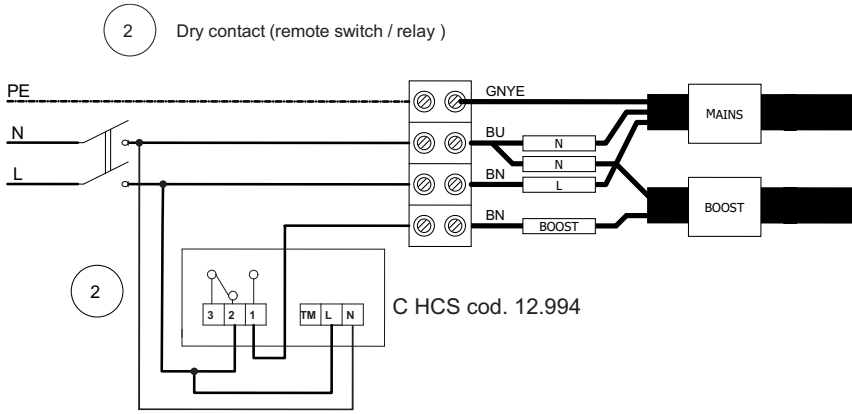 2 Dry contact (remote switch / relay )
PE
GNYE
MAINS
N
BU
N
N
L
BN
L
BOOST
BN
BOOST
2
3 2 1 TM L N
C HCS cod. 12.994